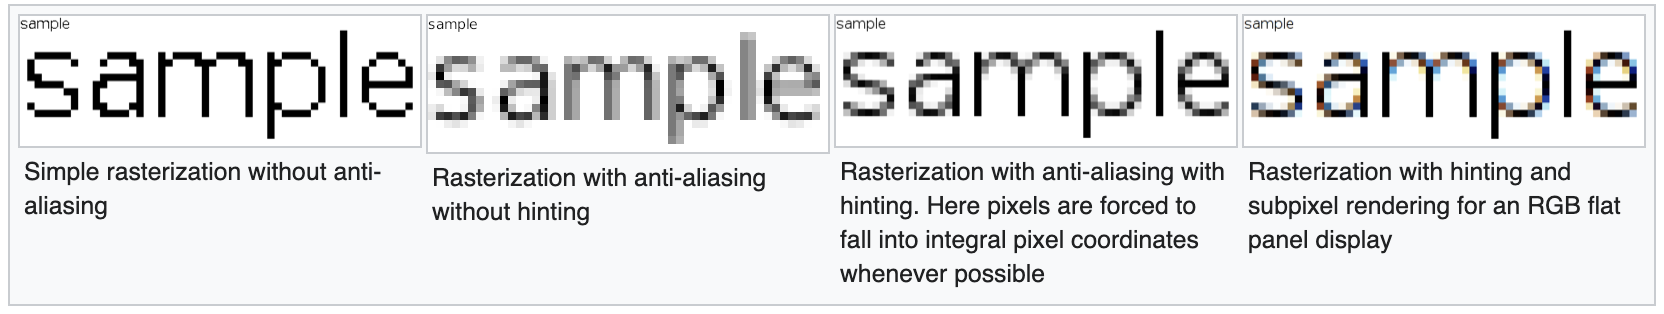 sample
sample
Simple rasterization without anti-
aliasing
sample
sample
Rasterization with anti-aliasing
without hinting
sample
sample
Rasterization with anti-aliasing with
hinting. Here pixels are forced to
fall into integral pixel coordinates
whenever possible
sample
sample
Rasterization with hinting and
subpixel rendering for an RGB flat
panel display